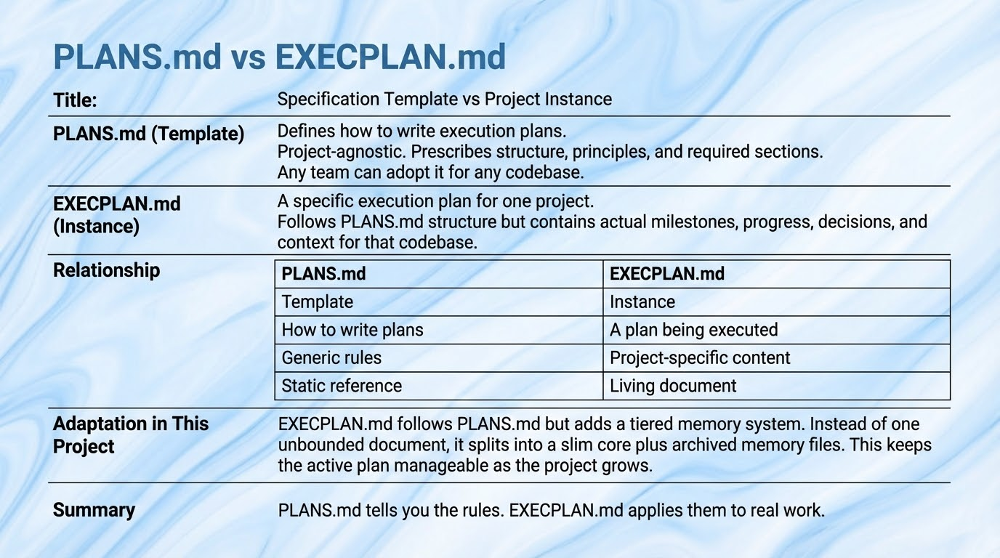 PLANS.md vs EXECPLAN.md
Title:
Specification Template vs Project Instance
PLANS.md (Template)
Defines how to write execution plans.
Project-agnostic. Prescribes structure, principles, and required sections.
Any team can adopt it for any codebase.
EXECPLAN.md
(Instance)
A specific execution plan for one project.
Follows PLANS.md structure but contains actual milestones, progress, decisions, and
context for that codebase.
Relationship
PLANS.md
EXECPLAN.md
Template
Instance
How to write plans
A plan being executed
Generic rules
Project-specific content
Static reference
Living document
Adaptation in This
Project
EXECPLAN.md follows PLANS.md but adds a tiered memory system. Instead of one
unbounded document, it splits into a slim core plus archived memory files. This keeps
the active plan manageable as the project grows.
Summary
PLANS.md tells you the rules. EXECPLAN.md applies them to real work.